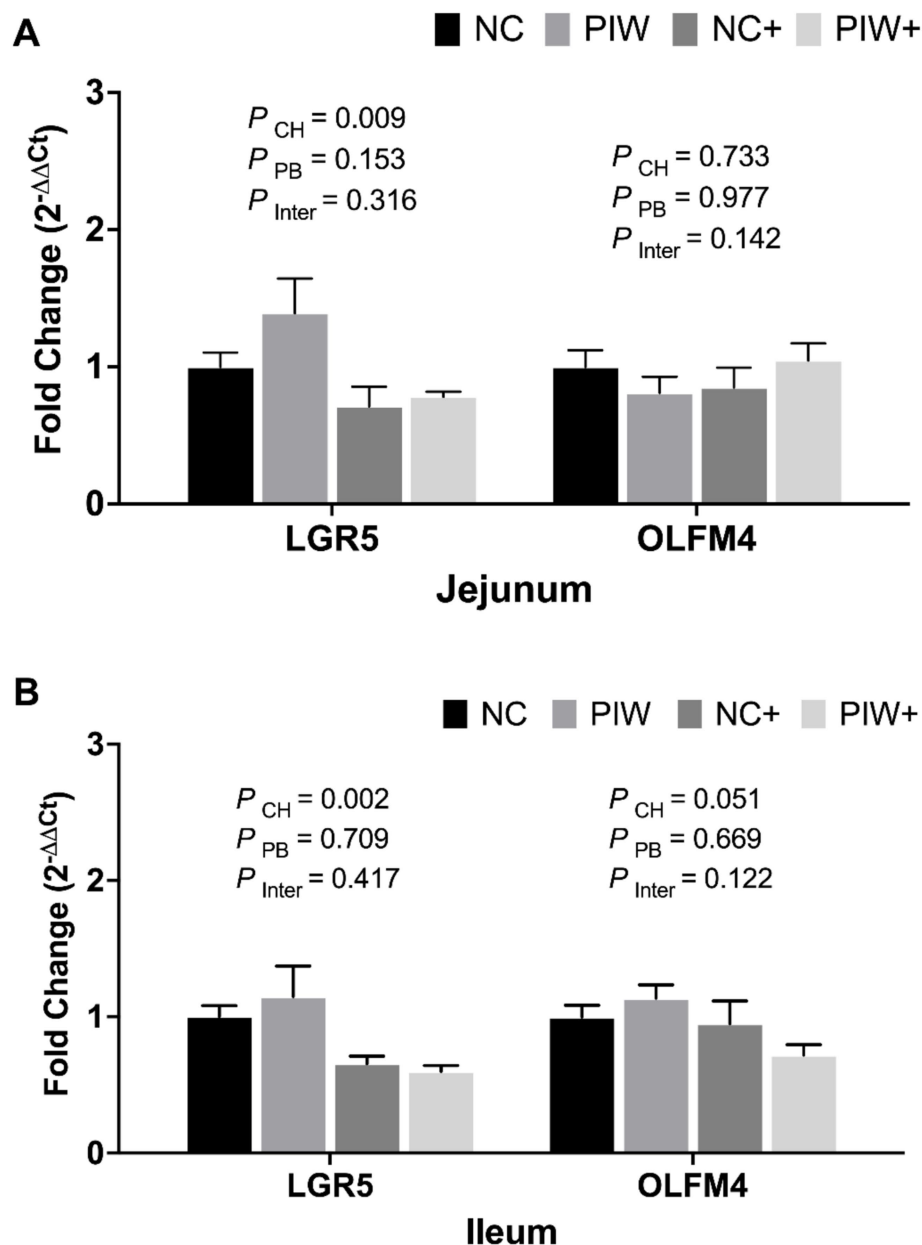 A
NC PIW NC+ PIW+
Fold Change (2-ΔΔCt)
3
2
1
0
P CH = 0.009
P PB = 0.153
P Inter = 0.316
P CH = 0.733
P PB = 0.977
P Inter = 0.142
LGR5 OLFM4
Jejunum
B
NC PIW NC+ PIW+
Fold Change (2-ΔΔCt)
3
2
1
0
P CH = 0.002
P PB = 0.709
P Inter = 0.417
P CH = 0.051
P PB = 0.669
P Inter = 0.122
LGR5 OLFM4
Ileum